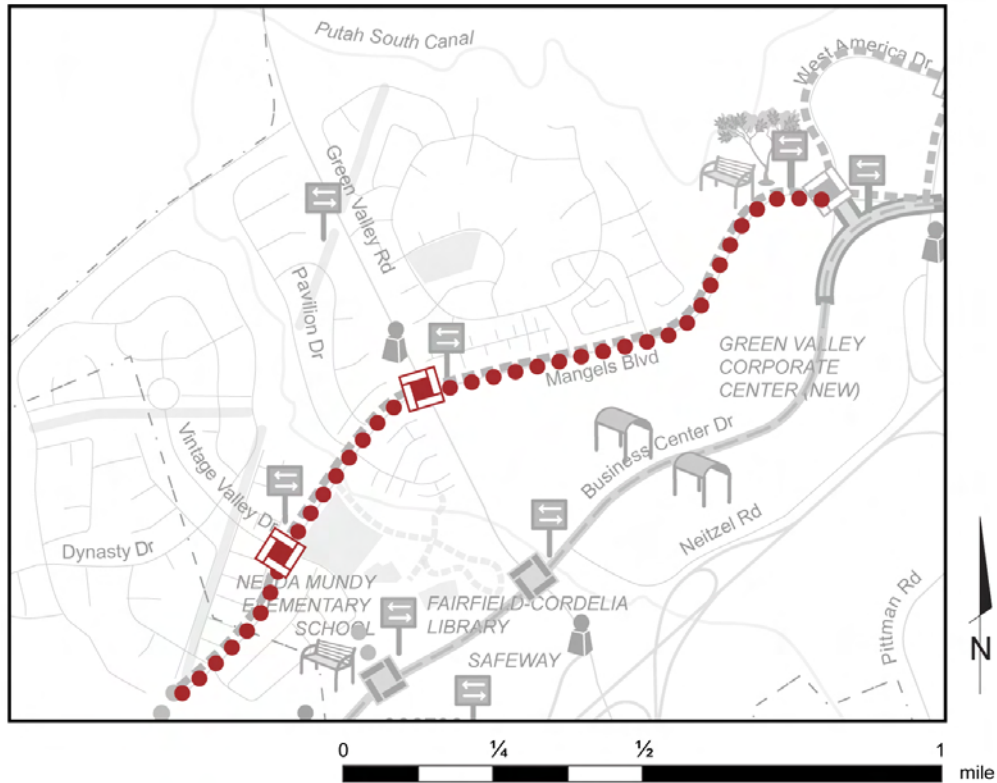 Putah South Canal
West America Dr
Green Valley Rd
Pavilion Dr
GREEN VALLEY
CORPORATE
CENTER (NEW)
Mangels Blvd
Business Center Dr
Vintage Valley Dr
Neitzel Rd
Dynasty Dr
NELDA MUNDY
ELEMENTARY
SCHOOL
FAIRFIELD-CORDELIA
LIBRARY
Pittman Rd
SAFEWAY
N
0 ¼ ½ 1
mile